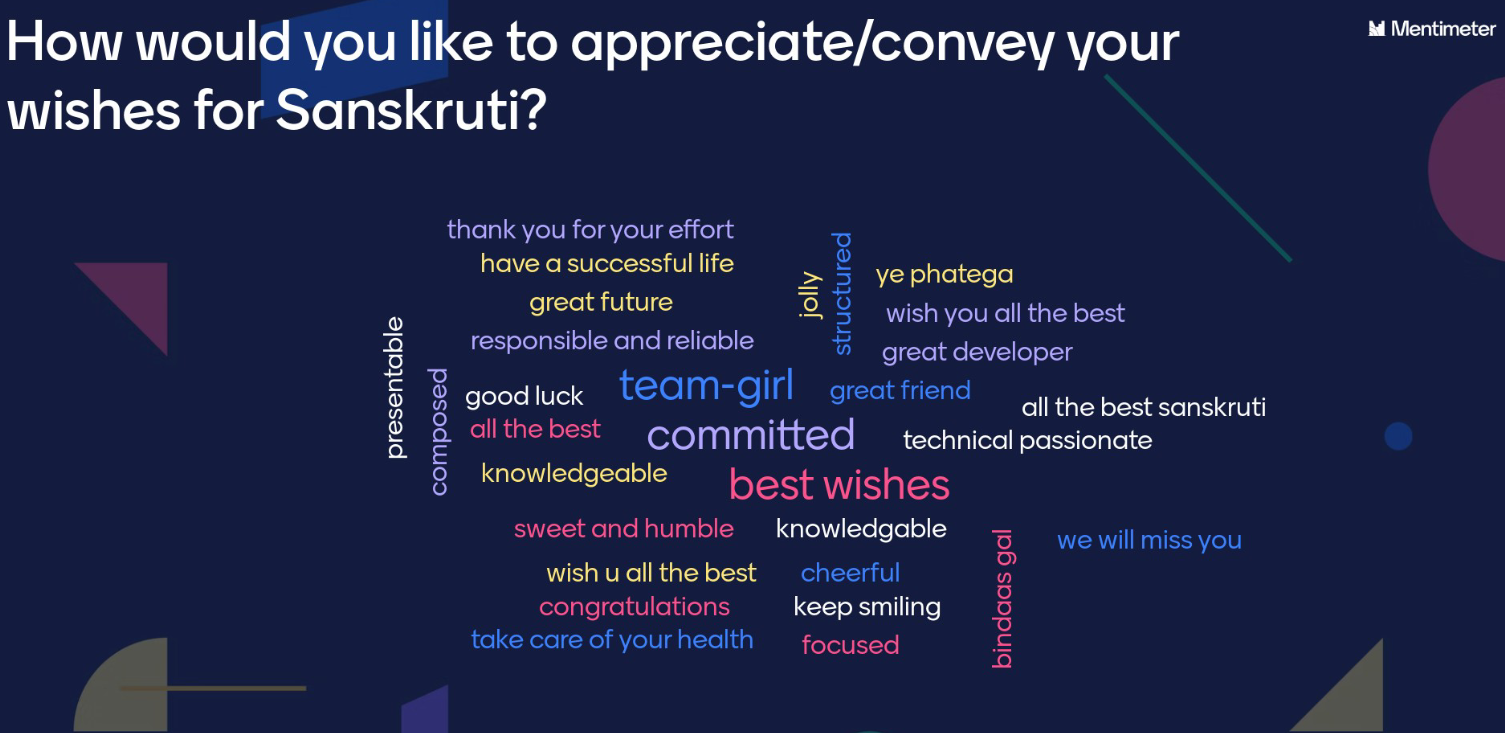 How would you like to appreciate/convey your
wishes for Sanskruti?
Mentimeter
thank you for your effort
have a successful life
great future
responsible and reliable
jolly
structured
ye phatega
wish you all the best
great developer
presentable
composed
good luck
team-girl
great friend
all the best
committed
all the best sanskruti
technical passionate
knowledgeable
best wishes
sweet and humble
knowledgable
bindaas gal
we will miss you
wish u all the best
cheerful
congratulations
keep smiling
take care of your health
focused